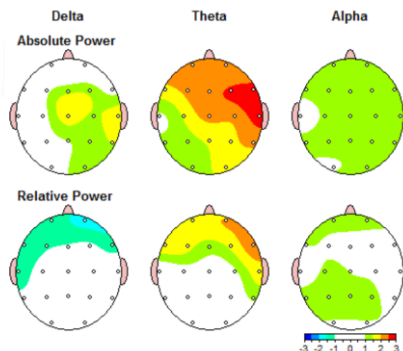 Delta Theta Alpha
Absolute Power
Relative Power
-3 -2 -1 0 1 2 3